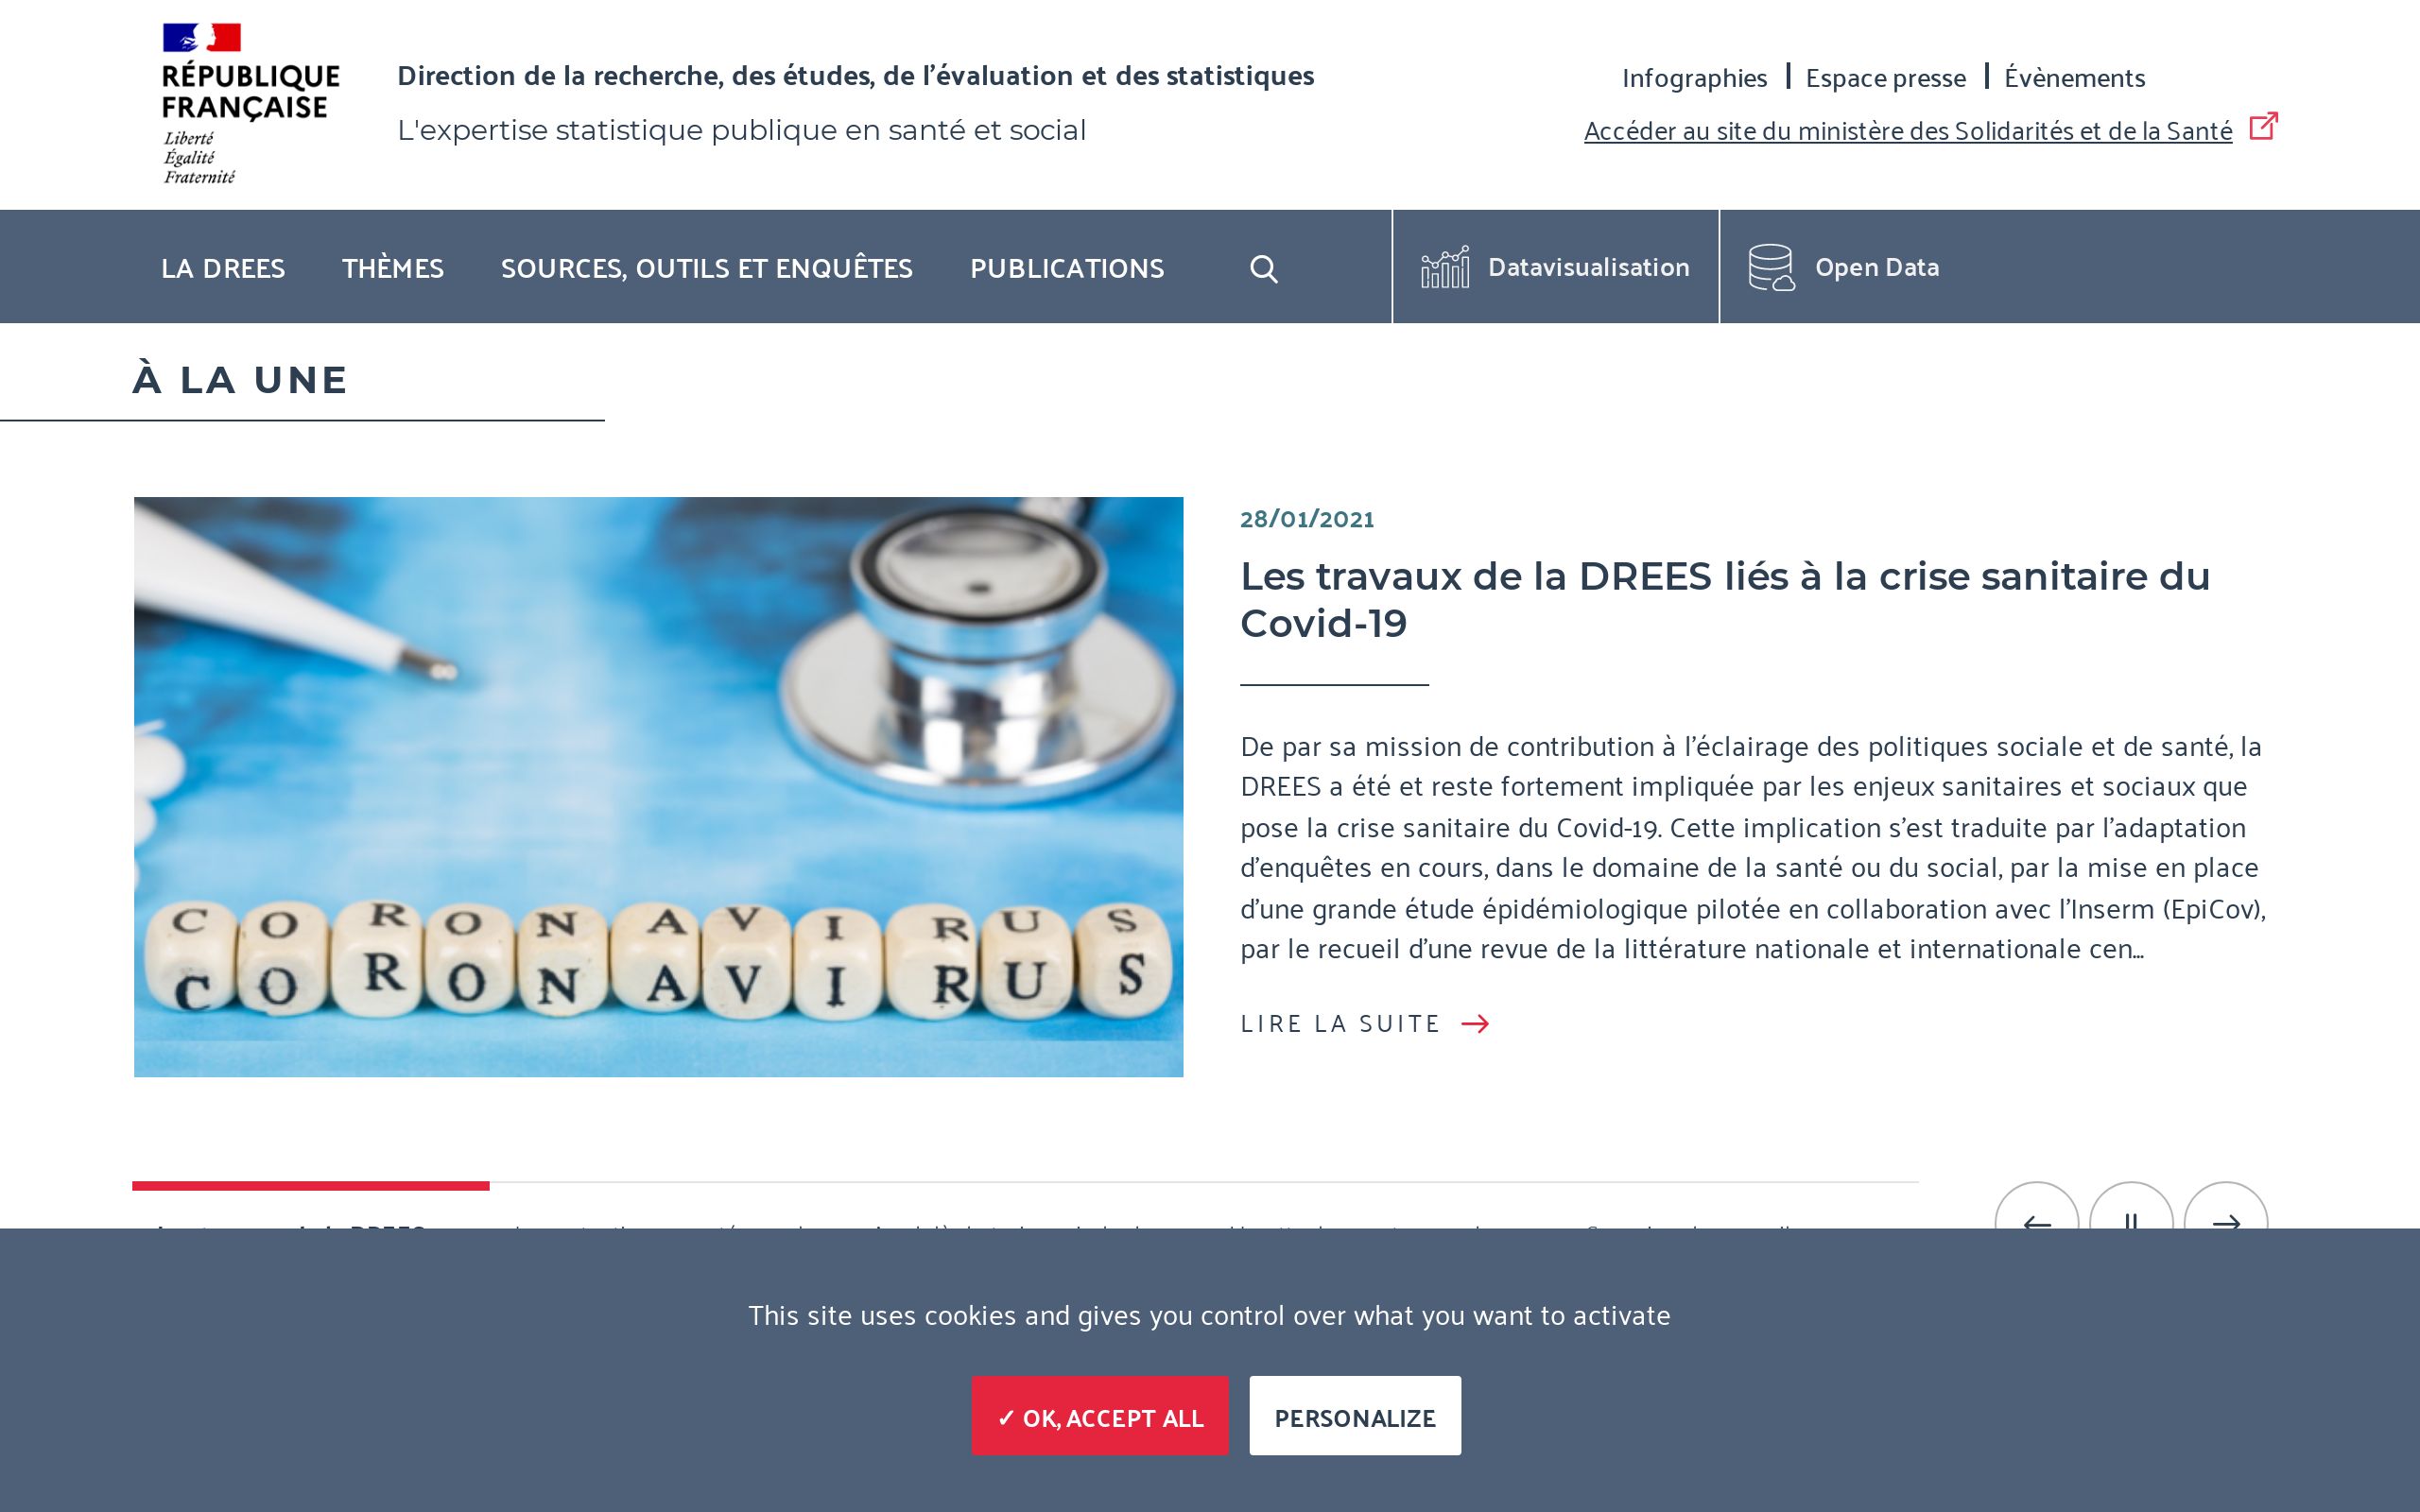 RÉPUBLIQUE
FRANÇAISE
Liberté
Égalité
Fraternité
Direction de la recherche, des études, de l’évaluation et des statistiques
L'expertise statistique publique en santé et social
Infographies
Espace presse
Évènements
Accéder au site du ministère des Solidarités et de la Santé
LA DREES
THÈMES
SOURCES, OUTILS ET ENQUÊTES
PUBLICATIONS
Datavisualisation
Open Data
À LA UNE
28/01/2021
Les travaux de la DREES liés à la crise sanitaire du
Covid-19
De par sa mission de contribution à l’éclairage des politiques sociale et de santé, la
DREES a été et reste fortement impliquée par les enjeux sanitaires et sociaux que
pose la crise sanitaire du Covid-19. Cette implication s’est traduite par l’adaptation
d’enquêtes en cours, dans le domaine de la santé ou du social, par la mise en place
d’une grande étude épidémiologique pilotée en collaboration avec l’Inserm (EpiCov),
par le recueil d’une revue de la littérature nationale et internationale cen...
LIRE LA SUITE
CORONAVIRUS
CORONAVIRUS
This site uses cookies and gives you control over what you want to activate
✓ OK, ACCEPT ALL
PERSONALIZE